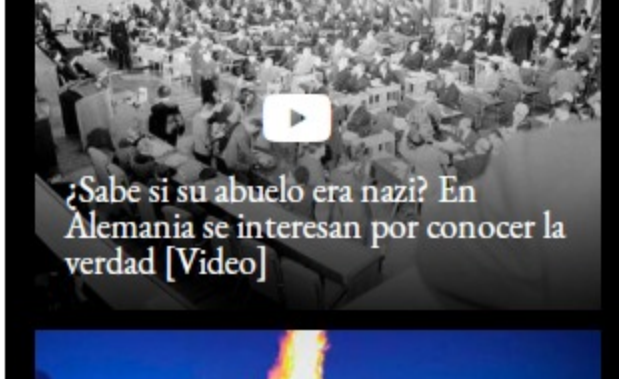 ¿Sabe si su abuelo era nazi? En
Alemania se interesan por conocer la
verdad [Video]